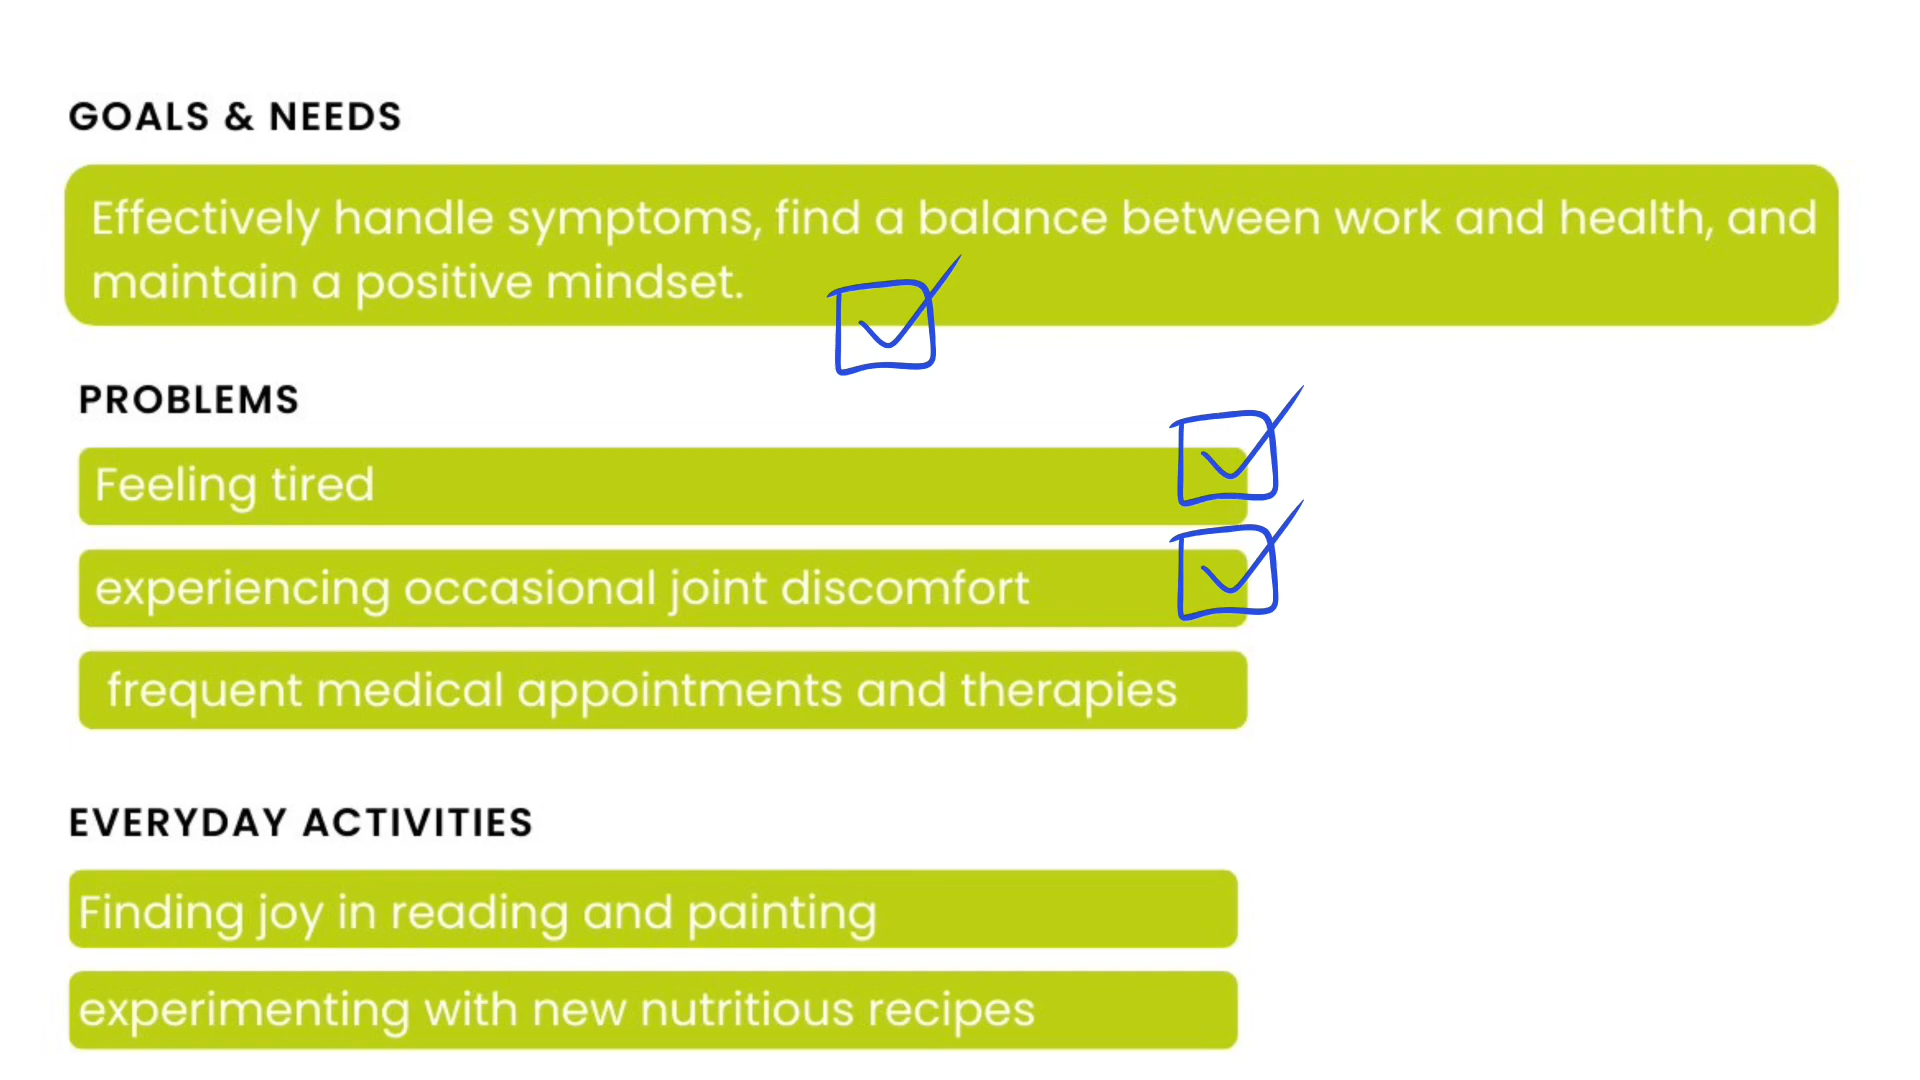 GOALS & NEEDS
Effectively handle symptoms, find a balance between work and health, and
maintain a positive mindset.
PROBLEMS
Feeling tired
experiencing occasional joint discomfort
frequent medical appointments and therapies
EVERYDAY ACTIVITIES
Finding joy in reading and painting
experimenting with new nutritious recipes